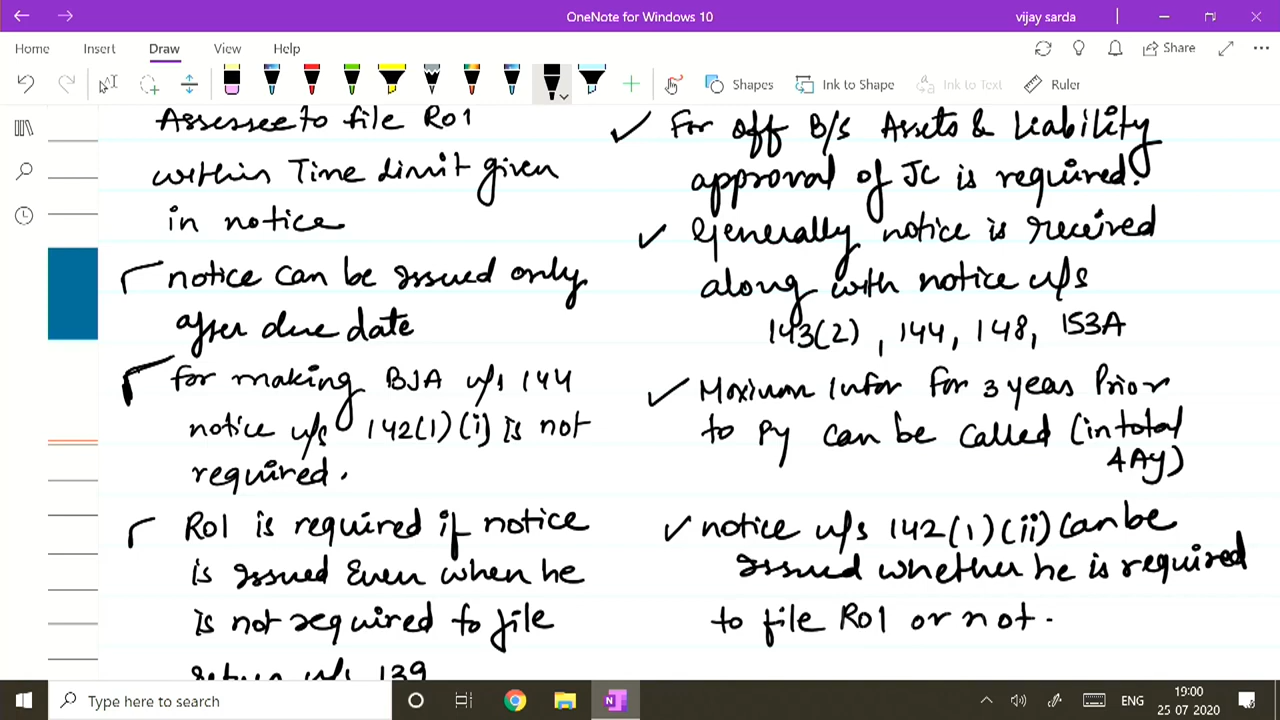 OneNote for Windows 10
vijay sarda
Home
Insert
Draw
View
Help
Share
Shapes
Ink to Shape
Ink to Text
Ruler
Assessee to file ROI
within Time limit given
in notice
notice can be issued only
after due date
for making BJA u/s 144
notice u/s 142(1)(i) is not
required.
ROI is required if notice
is issued Even when he
is not required to file
return u/s 139
For off B/s Assets & Liability
approval of JC is required.
Generally notice is received
along with notice u/s
143(2), 144, 148, 153A
Maximum Infor for 3 years Prior
to Py can be called (in total
4Ay)
notice u/s 142(1)(ii) can be
issued whether he is required
to file ROI or not.
Type here to search
ENG
19:00
25 07 2020